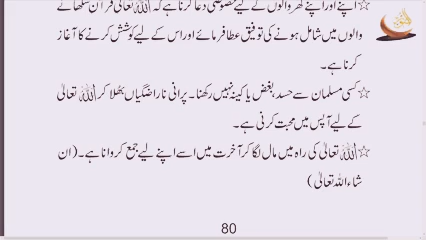 ☆ اپنے اور اپنے گھر والوں کے لیے خصوصی دعا کرنا ہے کہ اللہ تعالیٰ قرآن سکھانے
والوں میں شامل ہونے کی توفیق عطا فرمائے اور اس کے لیے کوشش کرنے کا آغاز
کرنا ہے۔
☆ کسی مسلمان سے حسد بغض یا کینہ نہیں رکھنا۔ پرانی ناراضگیاں بھلا کر اللہ تعالیٰ
کے لیے آپس میں محبت کرنی ہے۔
☆ اللہ تعالیٰ کی راہ میں مال لگا کر آخرت میں اسے اپنے لیے جمع کروانا ہے۔ (ان
شاء اللہ تعالیٰ)
80